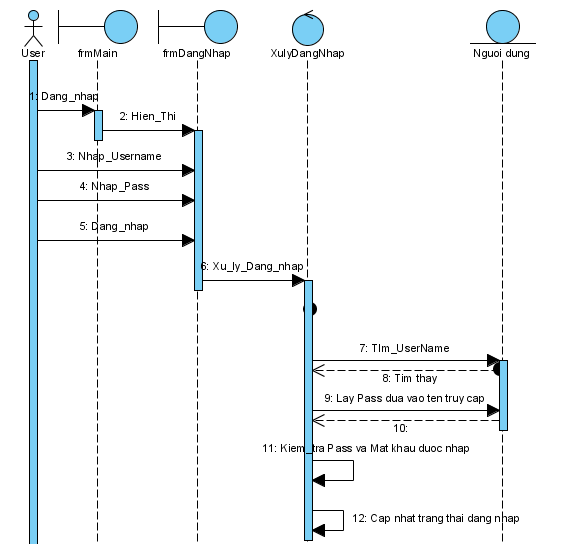 User
frmMain
frmDangNhap
XulyDangNhap
Nguoi dung
1: Dang_nhap
2: Hien_Thi
3: Nhap_Username
4: Nhap_Pass
5: Dang_nhap
6: Xu_ly_Dang_nhap
7: TIm_UserName
8: Tim thay
9: Lay Pass dua vao ten truy cap
10:
11: Kiem_tra Pass va Mat khau duoc nhap
12: Cap nhat trang thai dang nhap